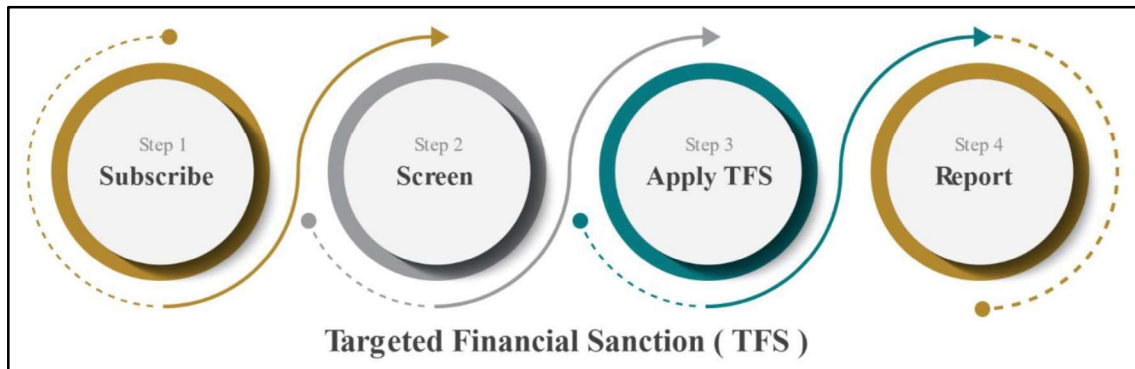 Step 1
Subscribe
Step 2
Screen
Step 3
Apply TFS
Step 4
Report
Targeted Financial Sanction ( TFS )